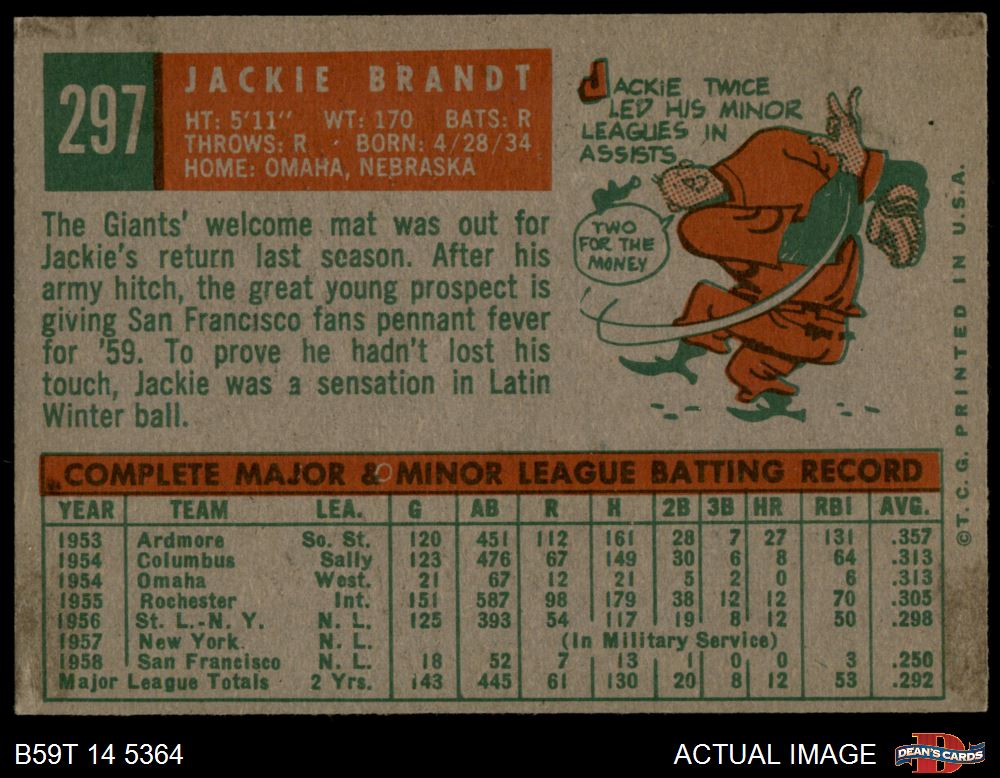 297
JACKIE BRANDT
HT: 5'11" WT: 170 BATS: R
THROWS: R · BORN: 4/28/34
HOME: OMAHA, NEBRASKA
The Giants' welcome mat was out for
Jackie's return last season. After his
army hitch, the great young prospect is
giving San Francisco fans pennant fever
for '59. To prove he hadn't lost his
touch, Jackie was a sensation in Latin
Winter ball.
JACKIE TWICE
LED HIS MINOR
LEAGUES IN
ASSISTS
TWO
FOR THE
MONEY
©T.C.G. PRINTED IN U.S.A.
COMPLETE MAJOR & MINOR LEAGUE BATTING RECORD
YEAR TEAM LEA. G AB R H 2B 3B HR RBI AVG.
1953 Ardmore So. St. 120 451 112 161 28 7 27 131 .357
1954 Columbus Sally 123 476 67 149 30 6 8 64 .313
1954 Omaha West. 21 67 12 21 5 2 0 6 .313
1955 Rochester Int. 151 587 98 179 38 12 12 70 .305
1956 St. L.-N. Y. N. L. 125 393 54 117 19 8 12 50 .298
1957 New York N. L. (In Military Service)
1958 San Francisco N. L. 18 52 7 13 1 0 0 3 .250
Major League Totals 2 Yrs. 143 445 61 130 20 8 12 53 .292
B59T 14 5364
ACTUAL IMAGE
DEAN'S CARDS